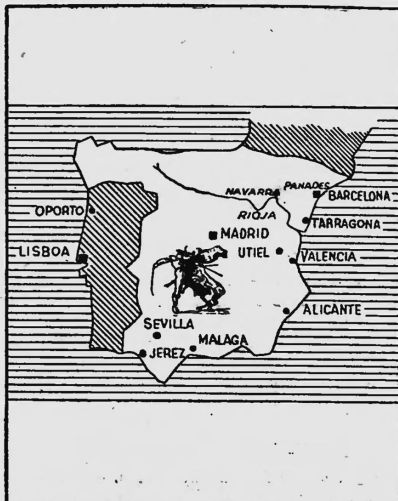 NAVARRA
PANADES
BARCELONA
OPORTO
RIOJA
TARRAGONA
MADRID
LISBOA
UTIEL
VALENCIA
ALICANTE
SEVILLA
MALAGA
JEREZ